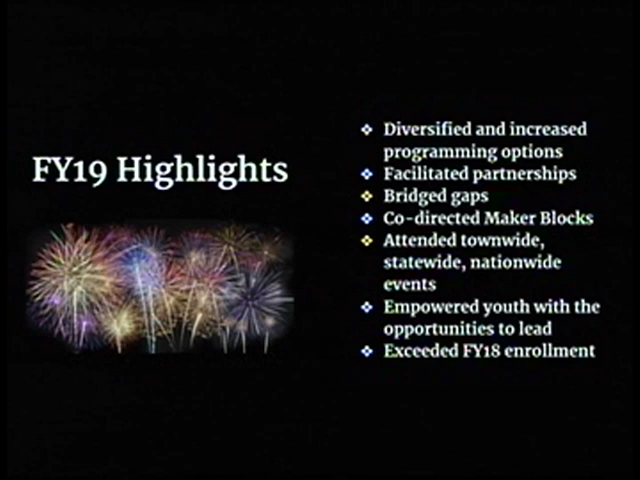 FY19 Highlights
Diversified and increased
programming options
Facilitated partnerships
Bridged gaps
Co-directed Maker Blocks
Attended townwide,
statewide, nationwide
events
Empowered youth with the
opportunities to lead
Exceeded FY18 enrollment